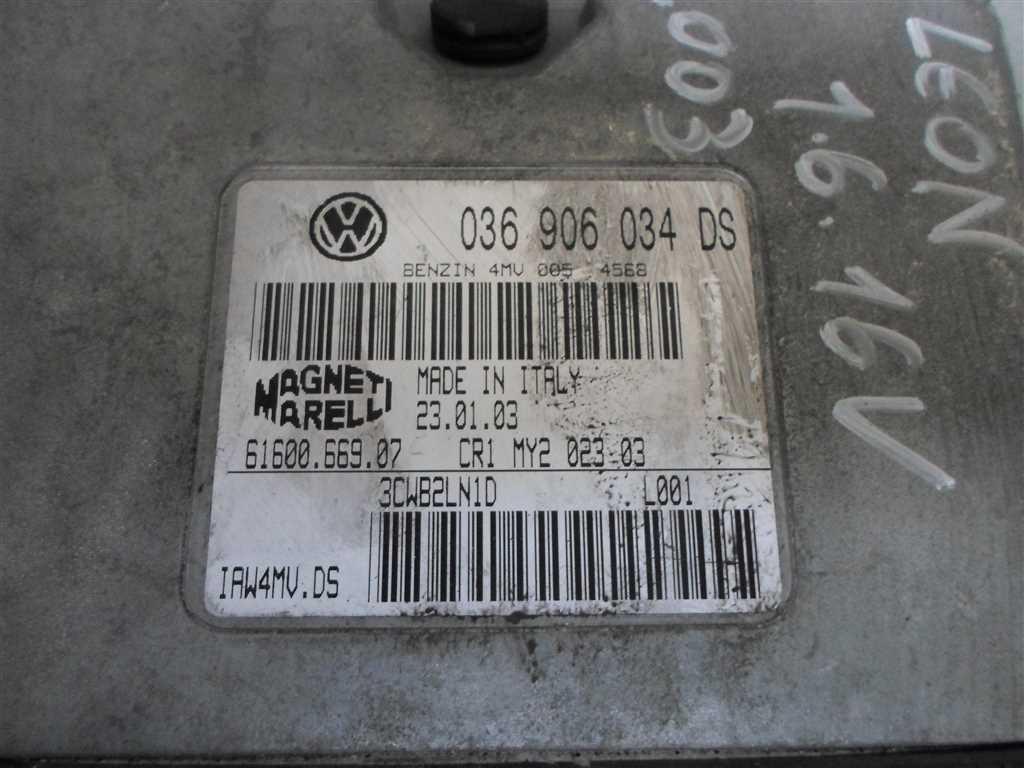 LEON
1.6. 16V
.003
036 906 034 DS
BENZIN 4MV 005 4568
MAGNETI
MARELLI
MADE IN ITALY
23.01.03
61600.669.07 CR1 MY2 023 03
3CWB2LN1D L001
IAW4MV.DS